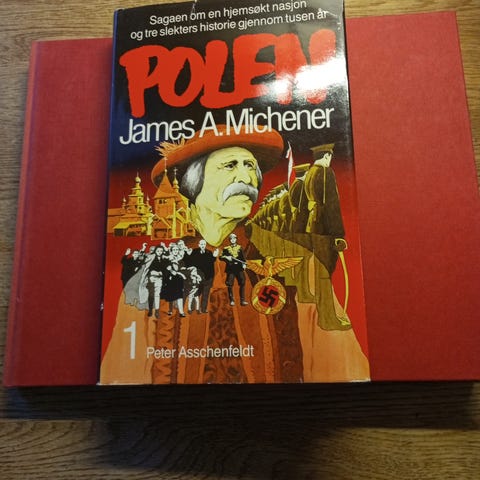 Sagaen om en hjemsøkt nasjon
og tre slekters historie gjennom tusen år
POLEN
James A. Michener
1
Peter Asschenfeldt